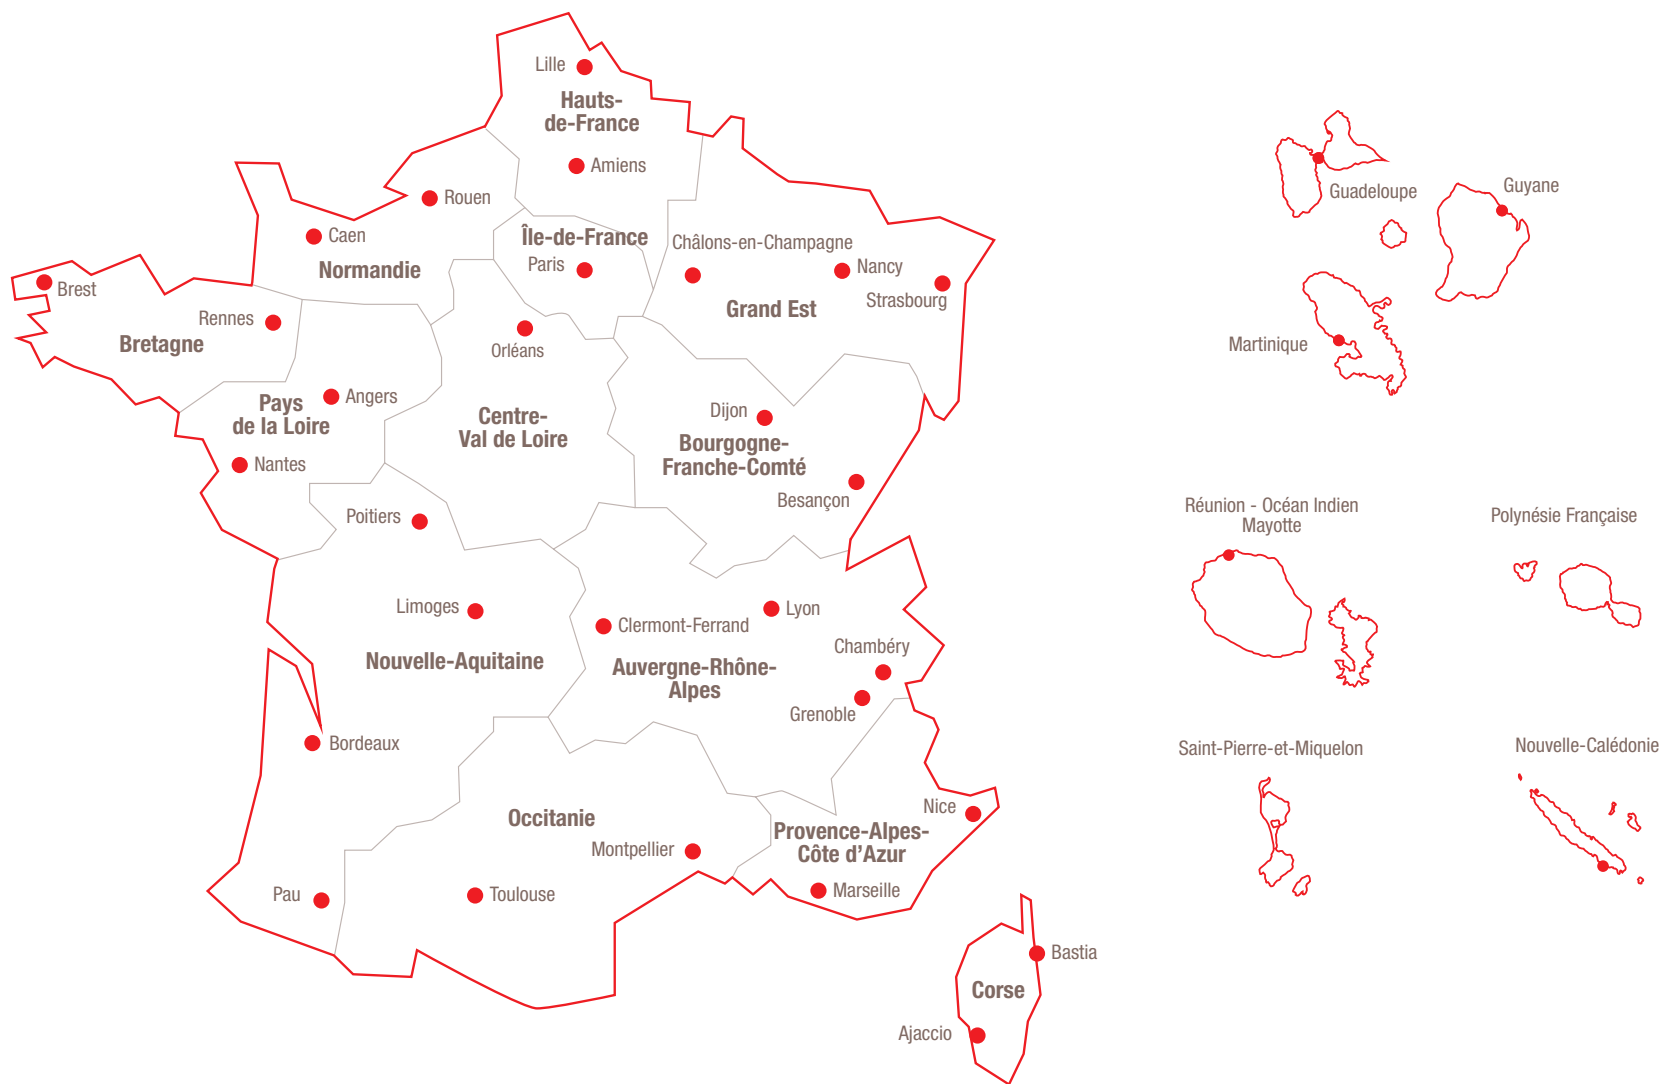 Lille
Hauts-
de-France
Amiens
Rouen
Caen
Normandie
Île-de-France
Paris
Châlons-en-Champagne
Nancy
Strasbourg
Grand Est
Brest
Rennes
Bretagne
Orléans
Angers
Pays
de la Loire
Nantes
Centre-
Val de Loire
Dijon
Bourgogne-
Franche-Comté
Besançon
Poitiers
Limoges
Nouvelle-Aquitaine
Clermont-Ferrand
Lyon
Chambéry
Auvergne-Rhône-
Alpes
Grenoble
Bordeaux
Occitanie
Montpellier
Toulouse
Pau
Nice
Provence-Alpes-
Côte d’Azur
Marseille
Bastia
Corse
Ajaccio
Guadeloupe
Guyane
Martinique
Réunion - Océan Indien
Mayotte
Polynésie Française
Saint-Pierre-et-Miquelon
Nouvelle-Calédonie